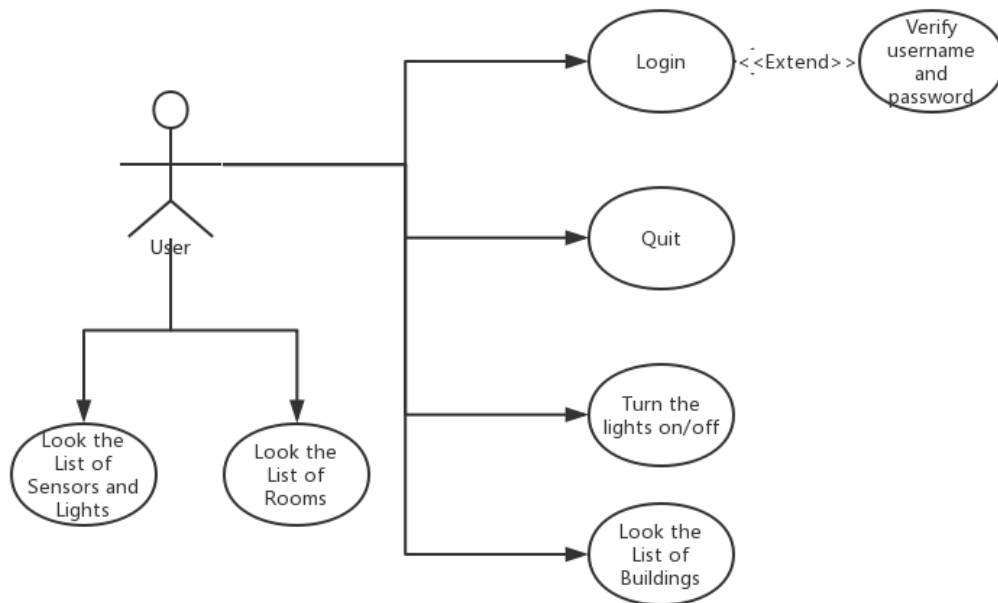 Login
<<Extend>>
Verify
username
and
password
User
Quit
Turn the
lights on/off
Look the
List of
Sensors and
Lights
Look the
List of
Rooms
Look the
List of
Buildings